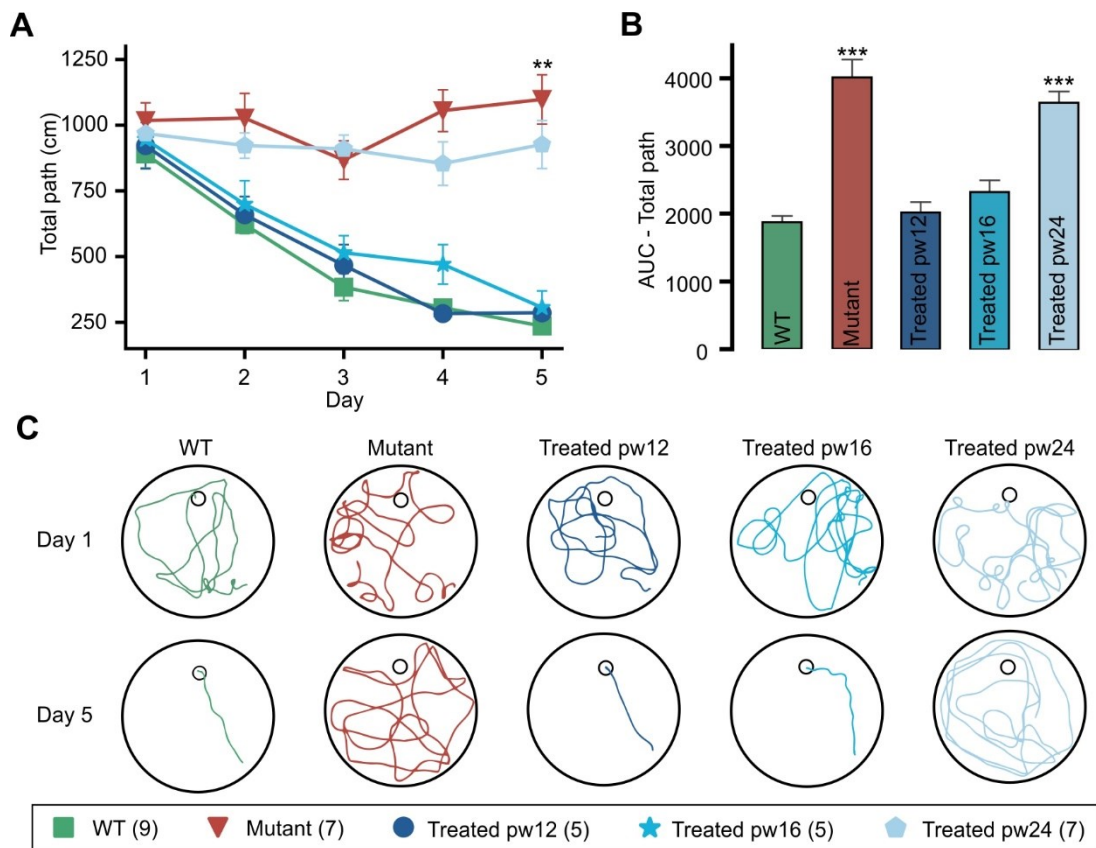 A
Total path (cm)
1250
1000
750
500
250
1 2 3 4 5
Day
**
B
AUC - Total path
4000
3000
2000
1000
0
***
***
WT
Mutant
Treated pw12
Treated pw16
Treated pw24
C
WT Mutant Treated pw12 Treated pw16 Treated pw24
Day 1
Day 5
WT (9) Mutant (7) Treated pw12 (5) Treated pw16 (5) Treated pw24 (7)